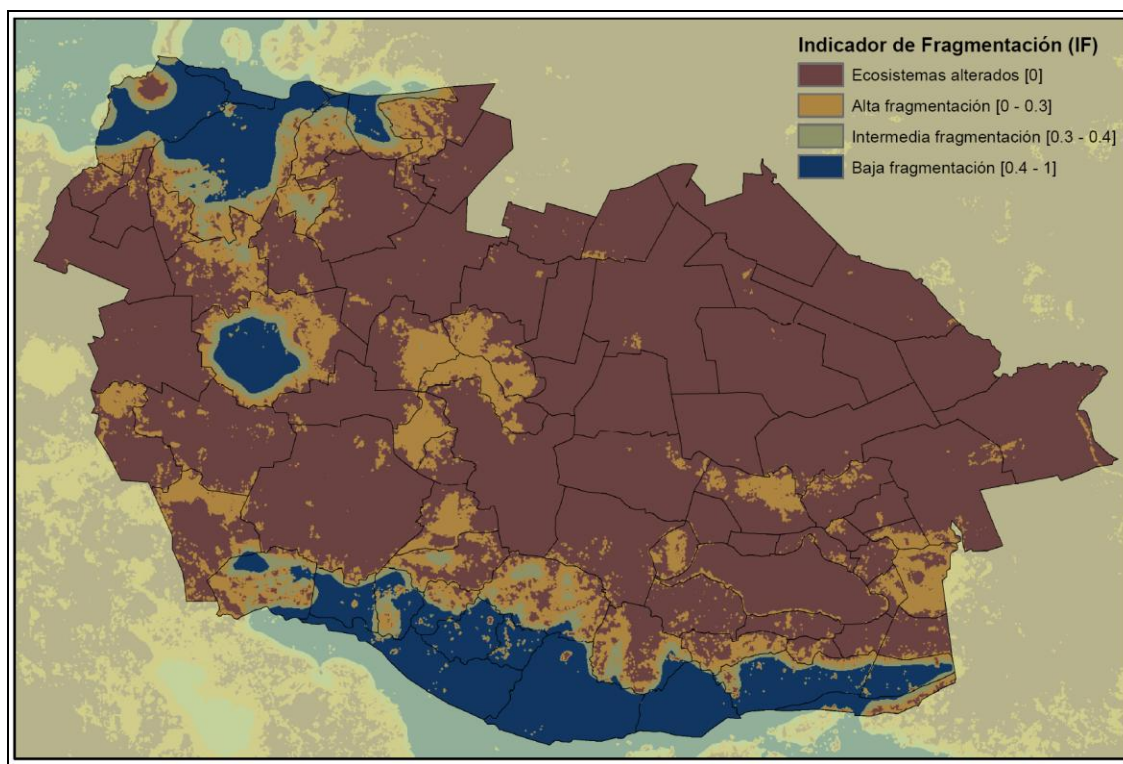 Indicador de Fragmentación (IF)
Ecosistemas alterados [0]
Alta fragmentación [0 - 0.3]
Intermedia fragmentación [0.3 - 0.4]
Baja fragmentación [0.4 - 1]